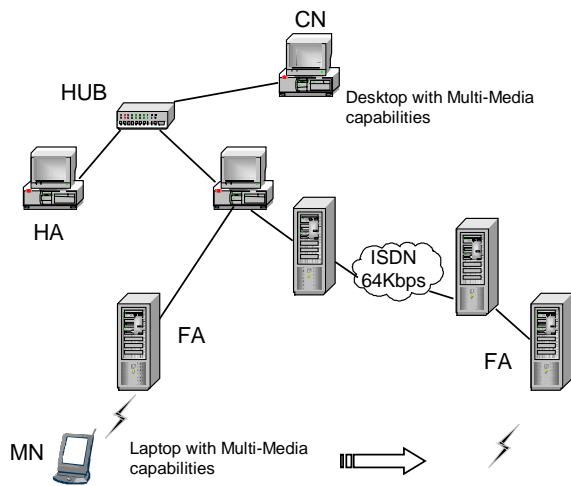 CN
HUB
Desktop with Multi-Media
capabilities
HA
ISDN
64Kbps
FA
FA
MN
Laptop with Multi-Media
capabilities